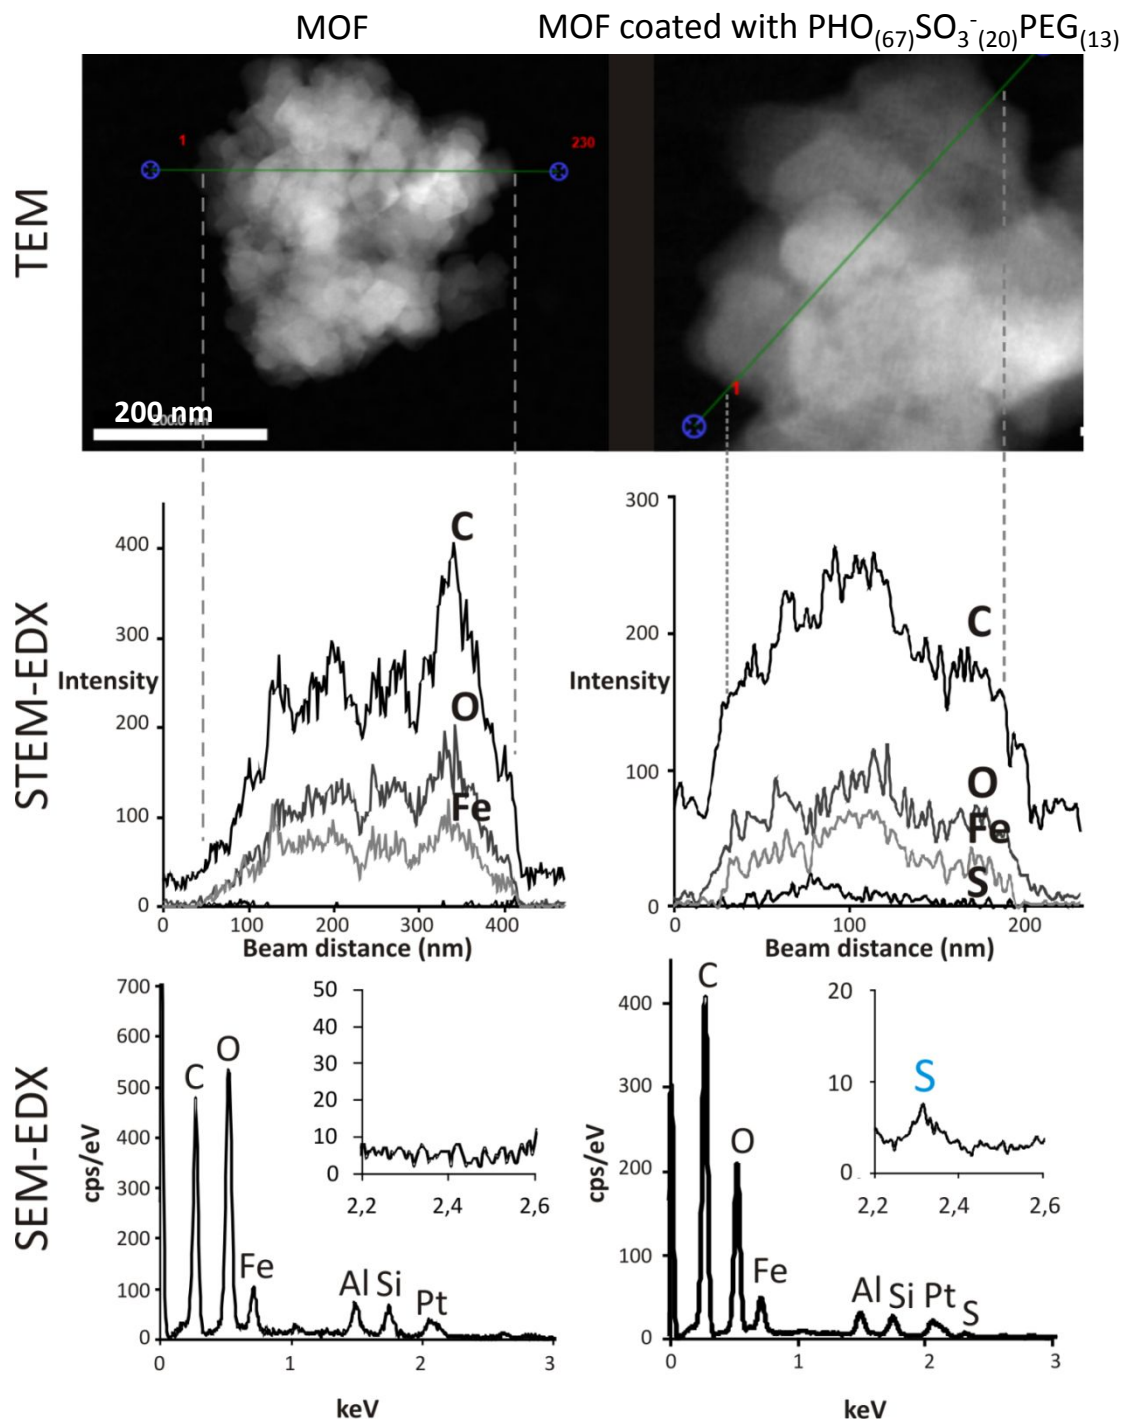 MOF
MOF coated with PHO(67)SO3-(20)PEG(13)
TEM
1
230
200 nm
200.0 nm
1
STEM-EDX
Intensity
400
300
200
100
0
C
O
Fe
0
100
200
300
400
Beam distance (nm)
Intensity
300
200
100
0
C
O
Fe
S
0
100
200
Beam distance (nm)
SEM-EDX
cps/eV
700
600
500
400
300
200
100
0
C
O
Fe
Al
Si
Pt
50
40
30
20
10
0
2,2
2,4
2,6
0
1
2
3
keV
cps/eV
400
300
200
100
0
C
O
Fe
Al
Si
Pt
S
20
10
0
S
2,2
2,4
2,6
0
1
2
3
keV